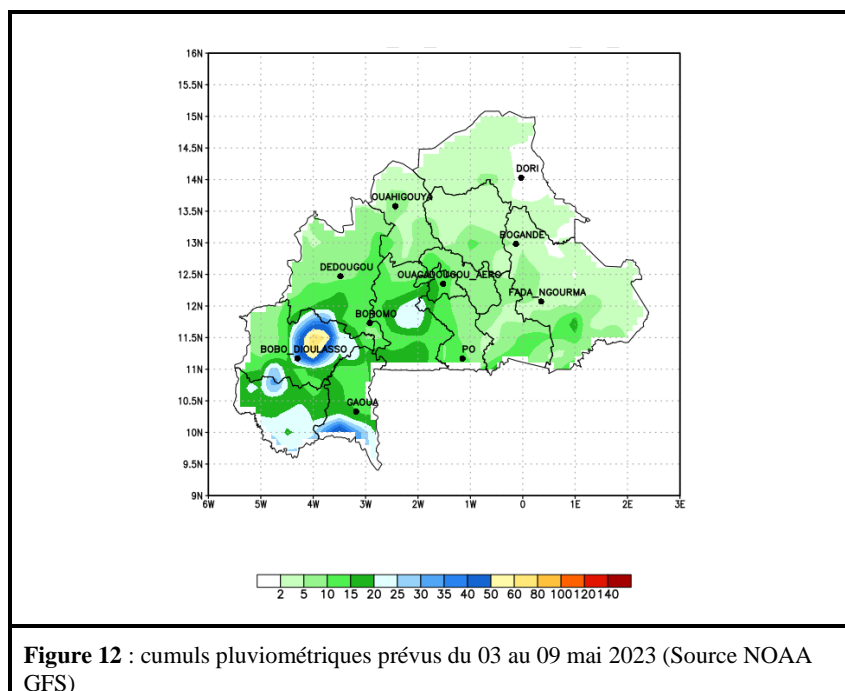 16N
15.5N
15N
14.5N
14N
13.5N
13N
12.5N
12N
11.5N
11N
10.5N
10N
9.5N
9N
6W 5W 4W 3W 2W 1W 0 1E 2E 3E
DORI
OUAHIGOUYA
BOGANDE
DEDOUGOU
OUAGADOUGOU_AERO
FADA_NGOURMA
BOROMO
BOBO_DIOULASSO
PO
GAOUA
2 5 10 15 20 25 30 35 40 50 60 80 100 120 140
Figure 12 : cumuls pluviométriques prévus du 03 au 09 mai 2023 (Source NOAA
GFS)